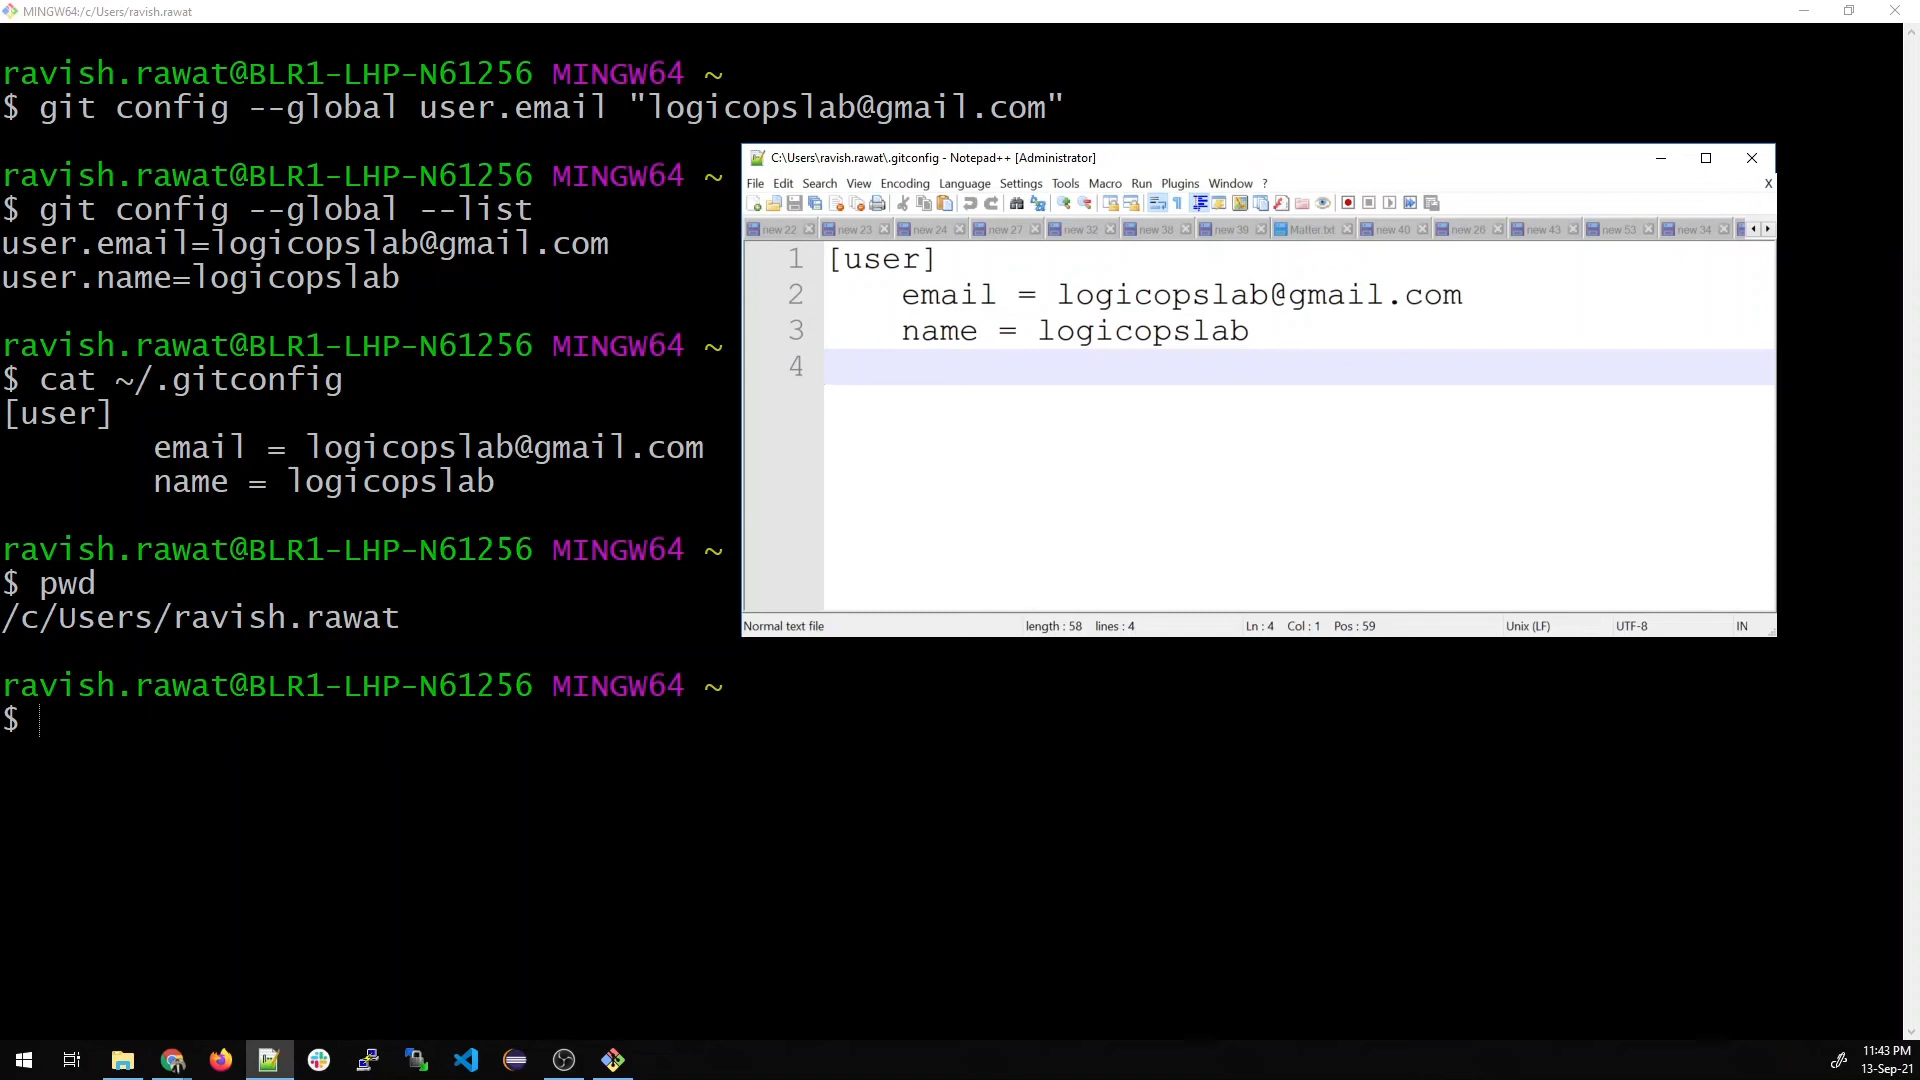 MINGW64:/c/Users/ravish.rawat
ravish.rawat@BLR1-LHP-N61256 MINGW64 ~
$ git config --global user.email "logicopslab@gmail.com"
ravish.rawat@BLR1-LHP-N61256 MINGW64 ~
$ git config --global --list
user.email=logicopslab@gmail.com
user.name=logicopslab
ravish.rawat@BLR1-LHP-N61256 MINGW64 ~
$ cat ~/.gitconfig
[user]
email = logicopslab@gmail.com
name = logicopslab
ravish.rawat@BLR1-LHP-N61256 MINGW64 ~
$ pwd
/c/Users/ravish.rawat
ravish.rawat@BLR1-LHP-N61256 MINGW64 ~
$
C:\Users\ravish.rawat\.gitconfig - Notepad++ [Administrator]
File Edit Search View Encoding Language Settings Tools Macro Run Plugins Window ? X
new 22 new 23 new 24 new 27 new 32 new 38 new 39 Matter.txt new 40 new 26 new 43 new 53 new 34
1 [user]
2 email = logicopslab@gmail.com
3 name = logicopslab
4
Normal text file length : 58 lines : 4 Ln : 4 Col : 1 Pos : 59 Unix (LF) UTF-8 IN
11:43 PM
13-Sep-21